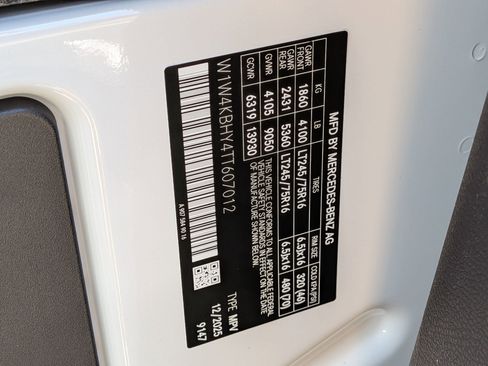 MFD BY MERCEDES-BENZ AG
KG LB TIRES RIM SIZE COLD KPA(PSI)
GAWR FRONT 1860 4100 LT245/75R16 6.5Jx16 320 (46)
GAWR REAR 2431 5360 LT245/75R16 6.5Jx16 480 (70)
GVWR 4105 9050
GCWR 6319 13930
THIS VEHICLE CONFORMS TO ALL APPLICABLE FEDERAL
MOTOR VEHICLE SAFETY STANDARDS
IN EFFECT ON THE DATE OF
MANUFACTURE SHOWN BELOW.
W1W4KBHY4TT607012
TYPE MPV
12/2025
9147